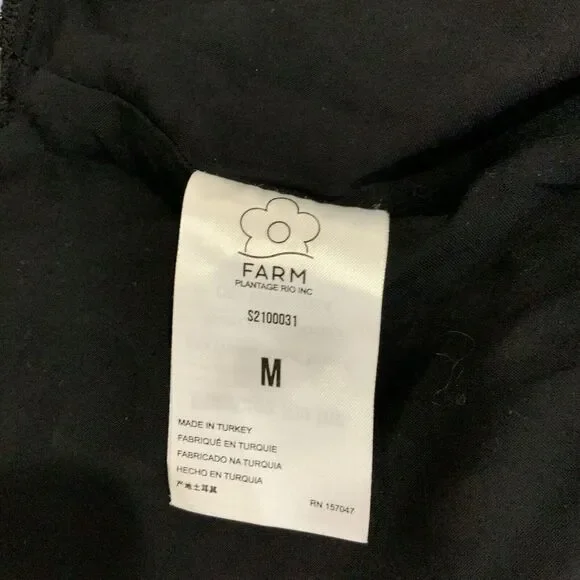 FARM
PLANTAGE RIO INC
S2100031
M
MADE IN TURKEY
FABRIQUÉ EN TURQUIE
FABRICADO NA TURQUIA
HECHO EN TURQUIA
产地土耳其
RN 157047